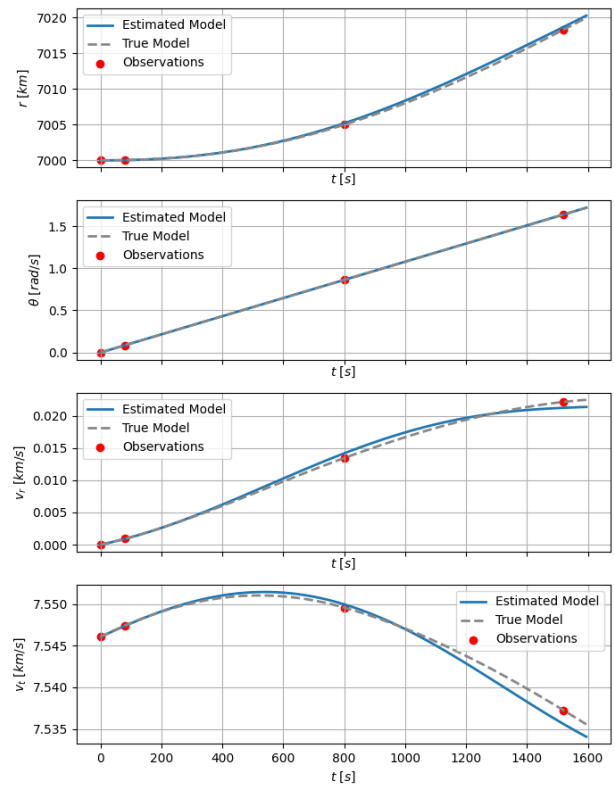 7020
7015
7010
7005
7000
r [km]
Estimated Model
True Model
Observations
t [s]
1.5
1.0
0.5
0.0
θ [rad/s]
Estimated Model
True Model
Observations
t [s]
0.020
0.015
0.010
0.005
0.000
v_r [km/s]
Estimated Model
True Model
Observations
t [s]
7.550
7.545
7.540
7.535
v_t [km/s]
Estimated Model
True Model
Observations
0 200 400 600 800 1000 1200 1400 1600
t [s]